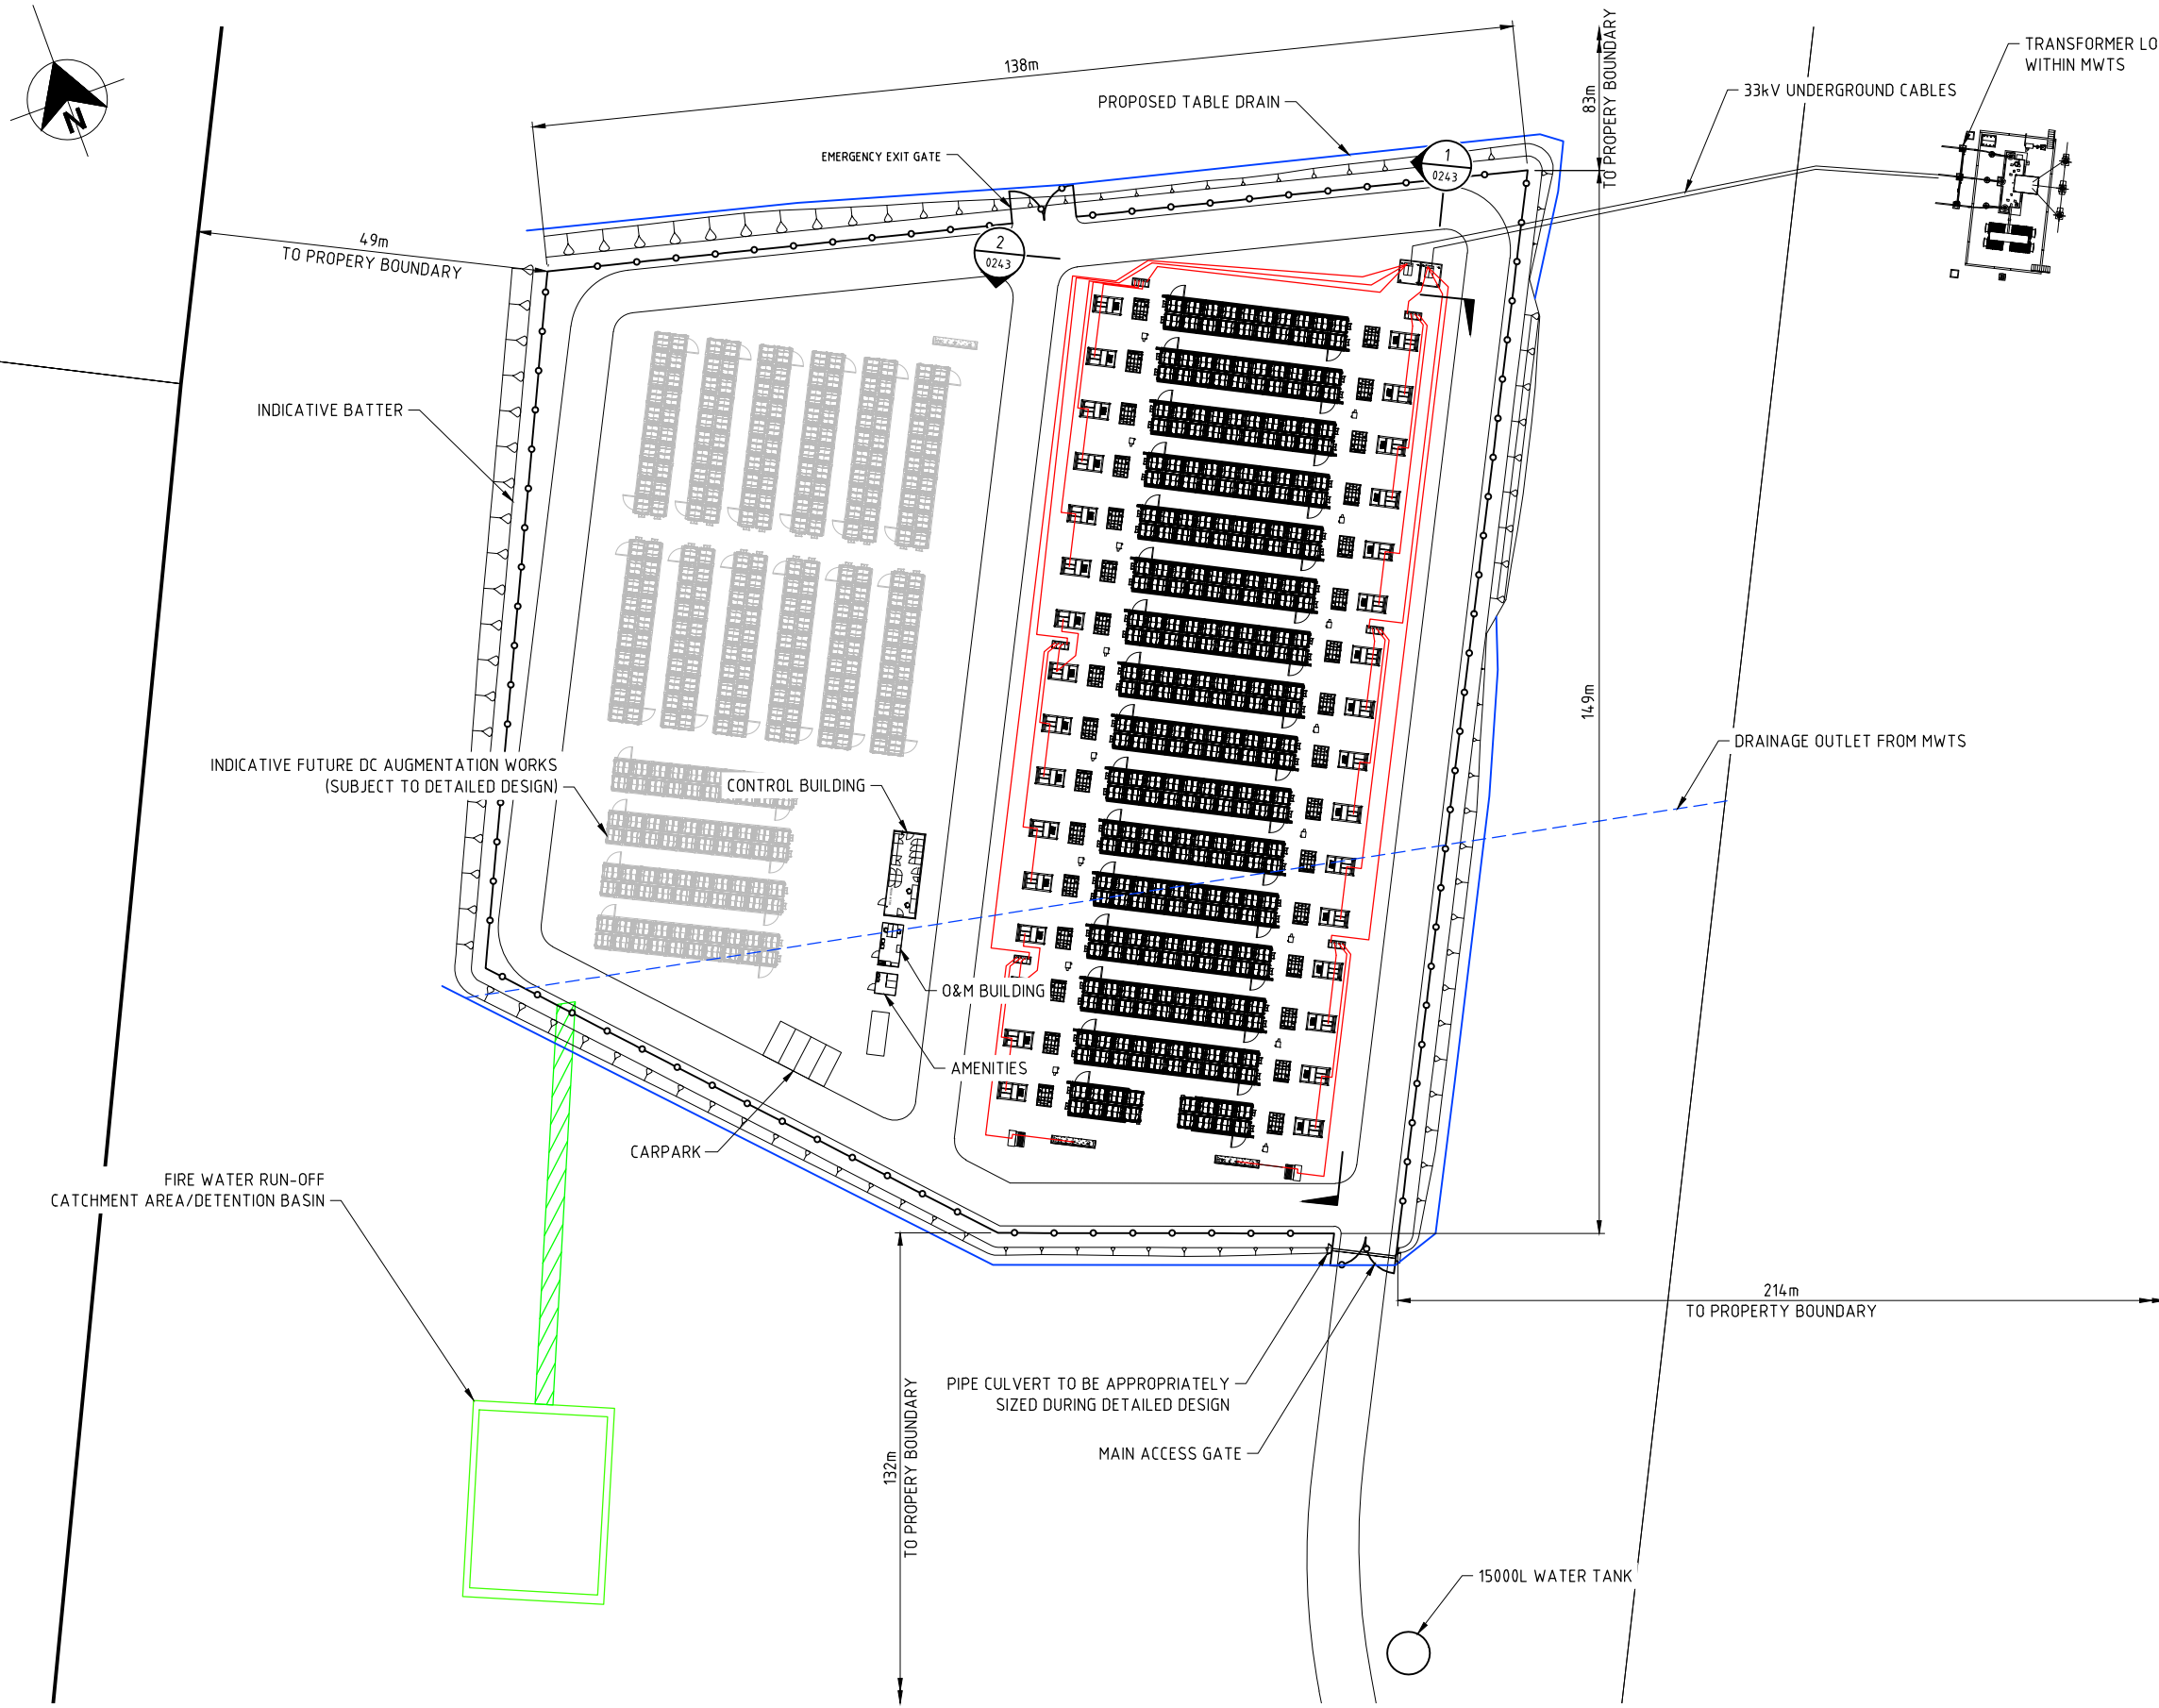 N
138m
83m
TO PROPERTY BOUNDARY
TRANSFORMER LO
WITHIN MWTS
33kV UNDERGROUND CABLES
PROPOSED TABLE DRAIN
EMERGENCY EXIT GATE
1
0243
2
0243
49m
TO PROPERY BOUNDARY
INDICATIVE BATTER
149m
DRAINAGE OUTLET FROM MWTS
INDICATIVE FUTURE DC AUGMENTATION WORKS
(SUBJECT TO DETAILED DESIGN)
CONTROL BUILDING
O&M BUILDING
AMENITIES
CARPARK
FIRE WATER RUN-OFF
CATCHMENT AREA/DETENTION BASIN
214m
TO PROPERTY BOUNDARY
PIPE CULVERT TO BE APPROPRIATELY
SIZED DURING DETAILED DESIGN
MAIN ACCESS GATE
132m
TO PROPERY BOUNDARY
15000L WATER TANK